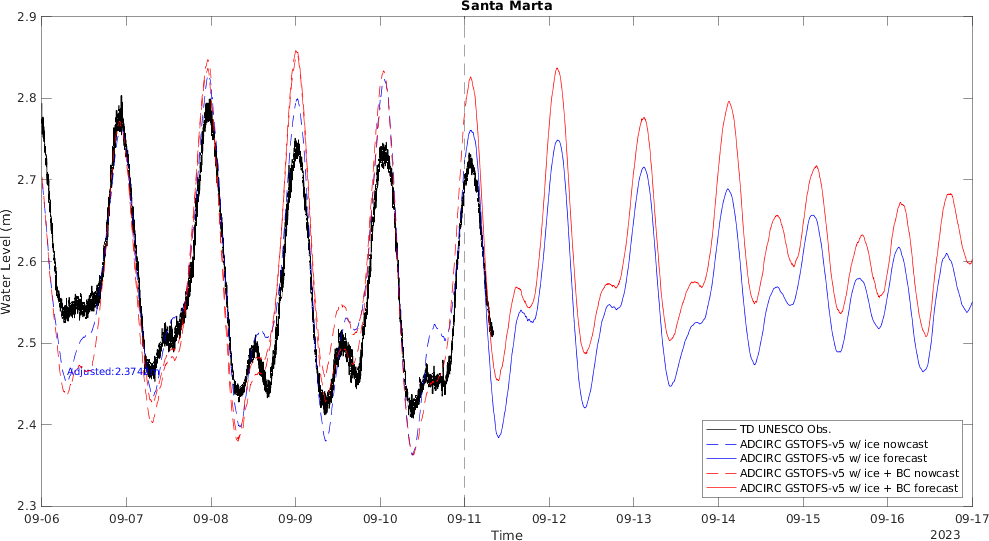 Santa Marta
2.9
2.8
2.7
2.6
2.5
2.4
2.3
Water Level (m)
Adjusted:2.374
TD UNESCO Obs.
ADCIRC GSTOFS-v5 w/ ice nowcast
ADCIRC GSTOFS-v5 w/ ice forecast
ADCIRC GSTOFS-v5 w/ ice + BC nowcast
ADCIRC GSTOFS-v5 w/ ice + BC forecast
09-06 09-07 09-08 09-09 09-10 09-11 09-12 09-13 09-14 09-15 09-16 09-17
Time
2023